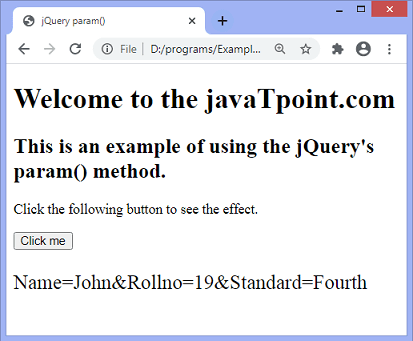 jQuery param()
File | D:/programs/Exampl...
Welcome to the javaTpoint.com
This is an example of using the jQuery's
param() method.
Click the following button to see the effect.
Click me
Name=John&Rollno=19&Standard=Fourth